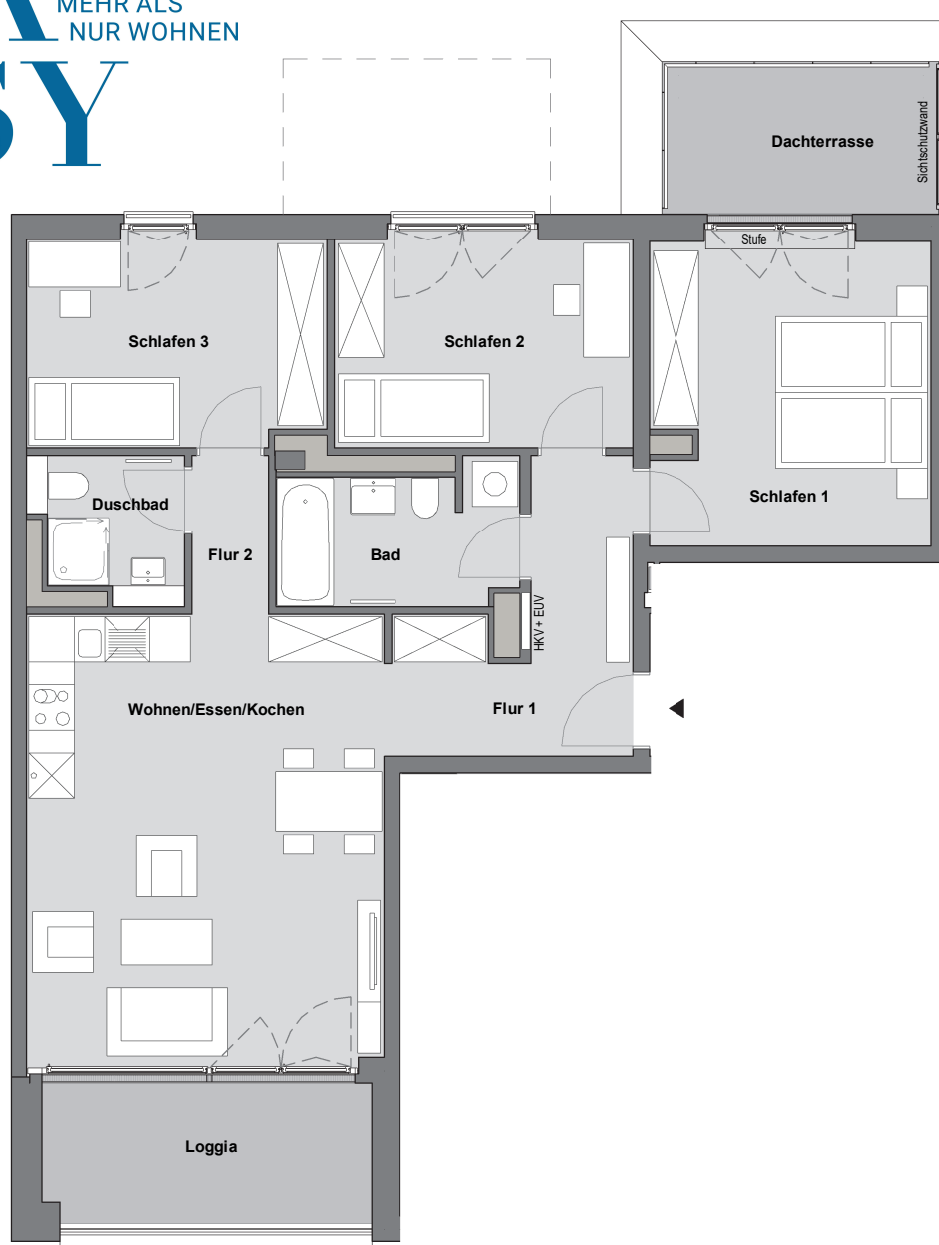 MEHR ALS
NUR WOHNEN
SY
Dachterrasse
Sichtschutzwand
Stufe
Schlafen 3
Schlafen 2
Schlafen 1
Duschbad
Flur 2
Bad
HKV + EUV
Wohnen/Essen/Kochen
Flur 1
Loggia